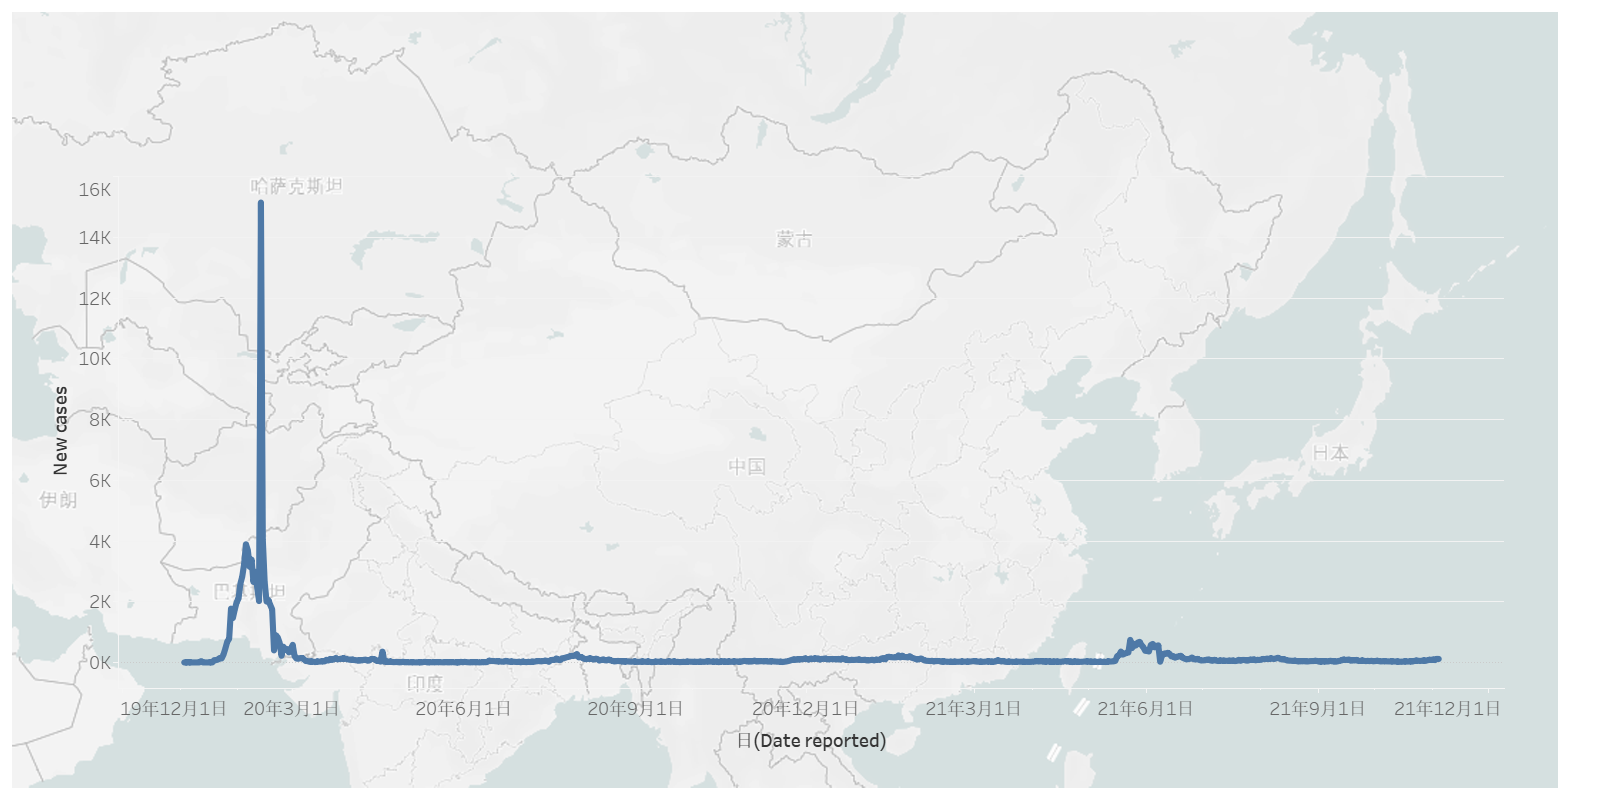 哈萨克斯坦
16K
14K
蒙古
12K
10K
8K
中国
日本
6K
伊朗
4K
2K
巴基斯坦
0K
印度
New cases
19年12月1日
20年3月1日
20年6月1日
20年9月1日
20年12月1日
21年3月1日
21年6月1日
21年9月1日
21年12月1日
日(Date reported)